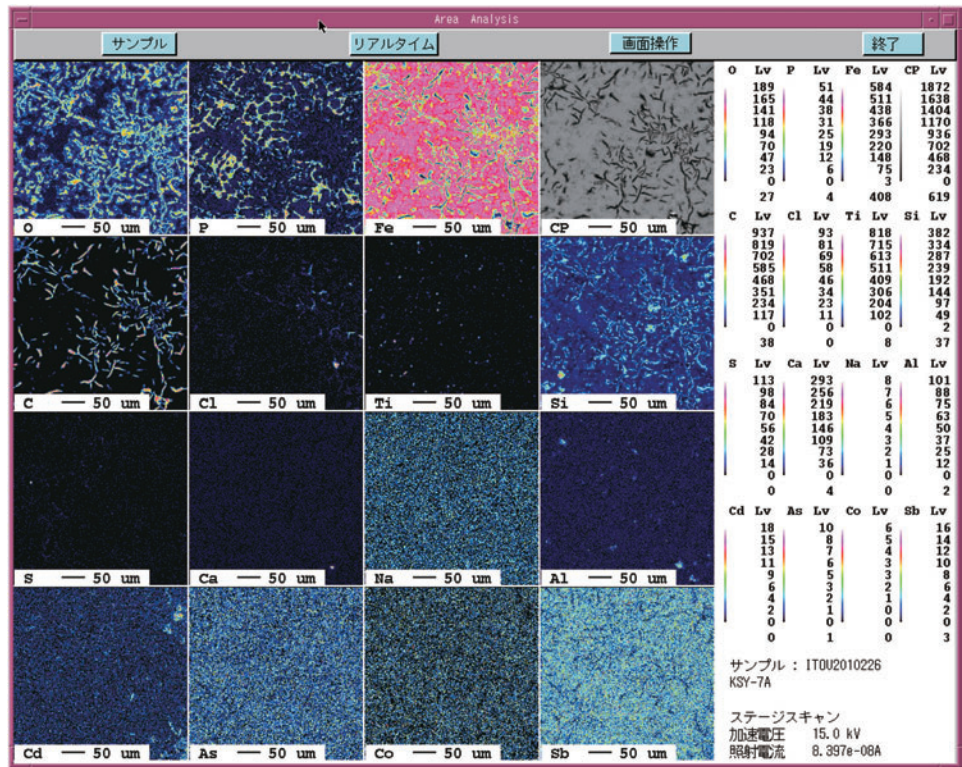 Area Analysis
サンプル リアルタイム 画面操作 終了
O 50 um P 50 um Fe 50 um CP 50 um
C 50 um Cl 50 um Ti 50 um Si 50 um
S 50 um Ca 50 um Na 50 um Al 50 um
Cd 50 um As 50 um Co 50 um Sb 50 um
O Lv P Lv Fe Lv CP Lv
189 51 584 1872
165 44 511 1638
141 38 438 1404
118 31 366 1170
94 25 293 936
70 19 220 702
47 12 148 468
23 6 75 234
0 0 3 0
27 4 408 619
C Lv Cl Lv Ti Lv Si Lv
937 93 818 382
819 81 715 334
702 69 613 287
585 58 511 239
468 46 409 192
351 34 306 144
234 23 204 97
117 11 102 49
0 0 0 2
38 0 8 37
S Lv Ca Lv Na Lv Al Lv
113 293 8 101
98 256 7 88
84 219 6 75
70 183 5 63
56 146 4 50
42 109 3 37
28 73 2 25
14 36 1 12
0 0 0 0
0 4 0 2
Cd Lv As Lv Co Lv Sb Lv
18 10 6 16
15 8 5 14
13 7 4 12
11 6 3 10
9 5 3 8
6 3 2 6
4 2 1 4
2 1 0 2
0 0 0 0
0 1 0 3
サンプル : ITOU2010226
KSY-7A
ステージスキャン
加速電圧 15.0 kV
照射電流 8.397e-08A